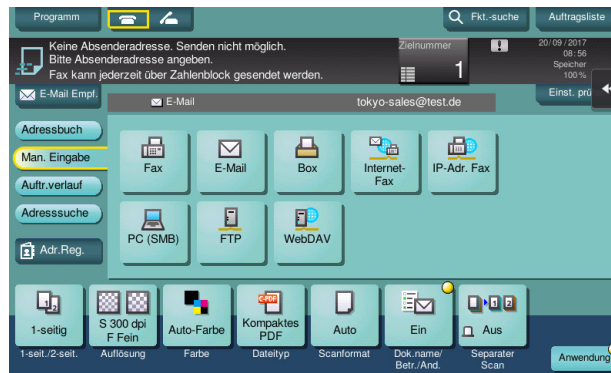 Programm
Fkt.-suche
Auftragsliste
Keine Absenderadresse. Senden nicht möglich.
Bitte Absenderadresse angeben.
Fax kann jederzeit über Zahlenblock gesendet werden.
Zielnummer
1
20/09/2017
08:56
Speicher
100%
E-Mail Empf.
E-Mail
tokyo-sales@test.de
Einst. prü
Adressbuch
Man. Eingabe
Auftr.verlauf
Adresssuche
Adr.Reg.
Fax
E-Mail
Box
Internet-
Fax
IP-Adr. Fax
PC (SMB)
FTP
WebDAV
1-seitig
S 300 dpi
F Fein
Auto-Farbe
C-PDF
Kompaktes
PDF
Auto
Ein
Aus
1-seit./2-seit.
Auflösung
Farbe
Dateityp
Scanformat
Dok.name/
Betr./And.
Separater
Scan
Anwendung